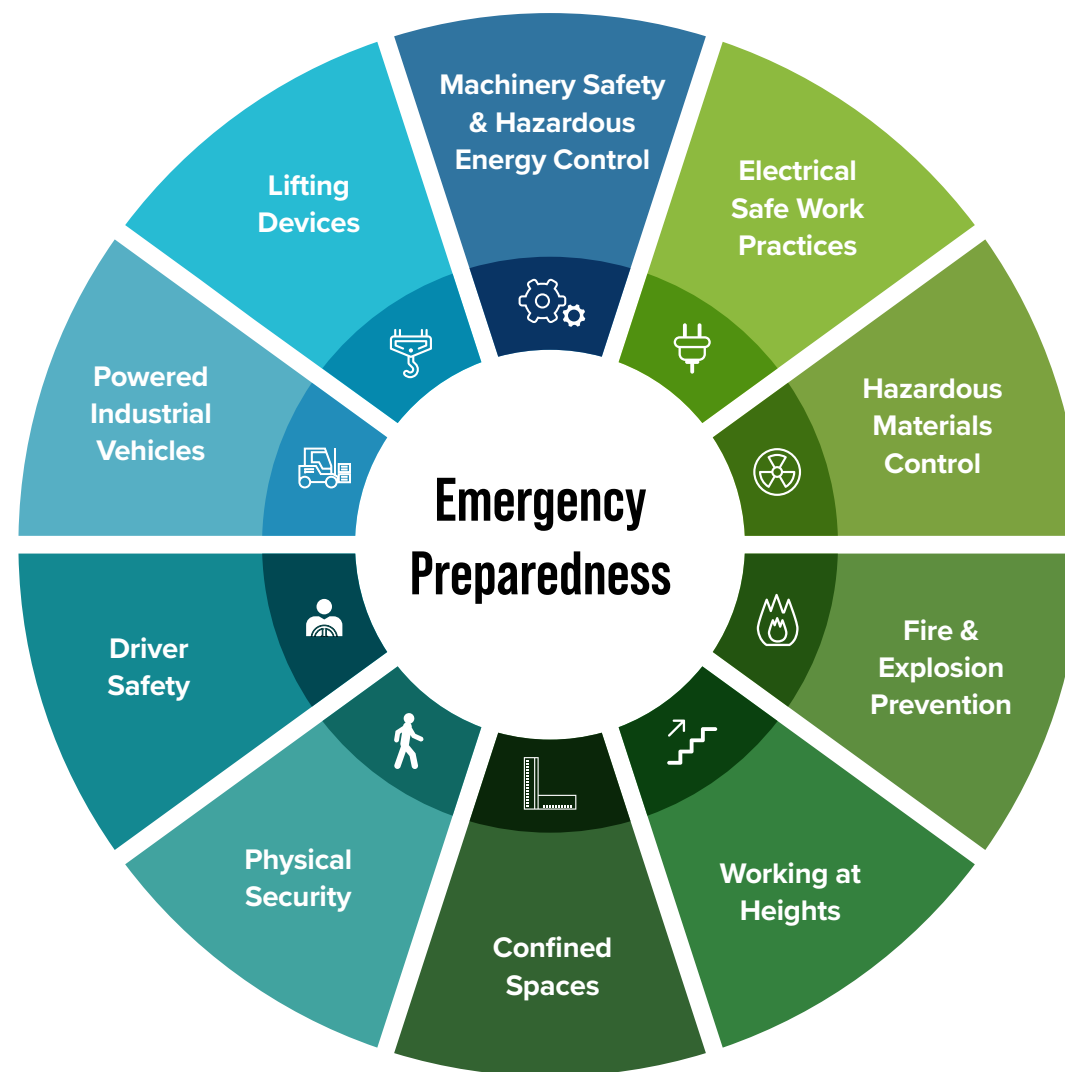 Machinery Safety
& Hazardous
Energy Control
Electrical
Safe Work
Practices
Hazardous
Materials
Control
Fire &
Explosion
Prevention
Working at
Heights
Confined
Spaces
Physical
Security
Driver
Safety
Powered
Industrial
Vehicles
Lifting
Devices
Emergency
Preparedness